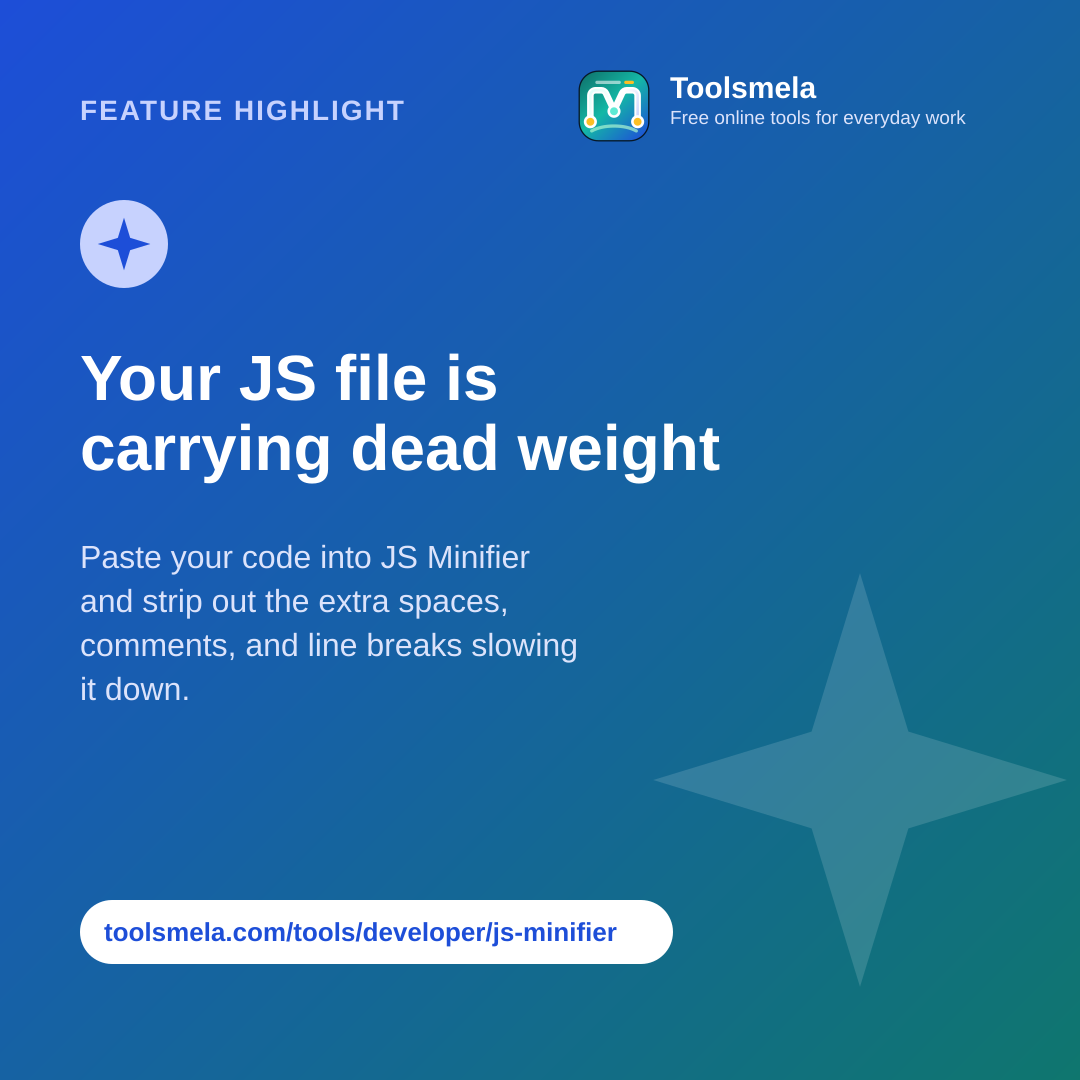 FEATURE HIGHLIGHT
Toolsmela
Free online tools for everyday work
Your JS file is
carrying dead weight
Paste your code into JS Minifier
and strip out the extra spaces,
comments, and line breaks slowing
it down.
toolsmela.com/tools/developer/js-minifier